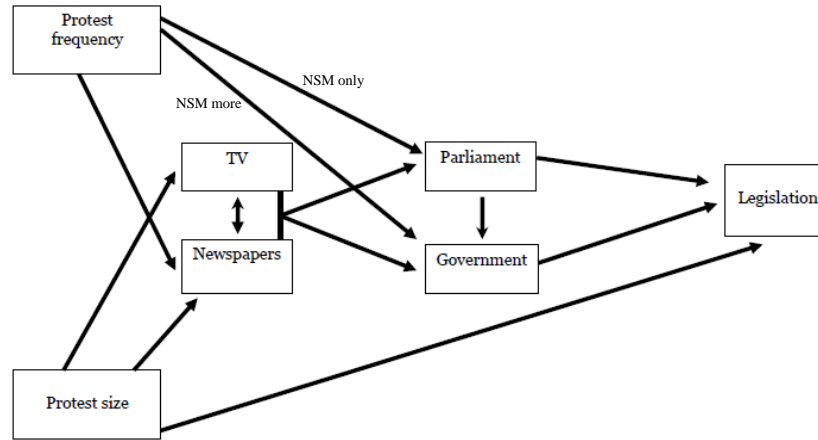 Protest
frequency
NSM only
NSM more
TV
Parliament
Legislation
Newspapers
Government
Protest size